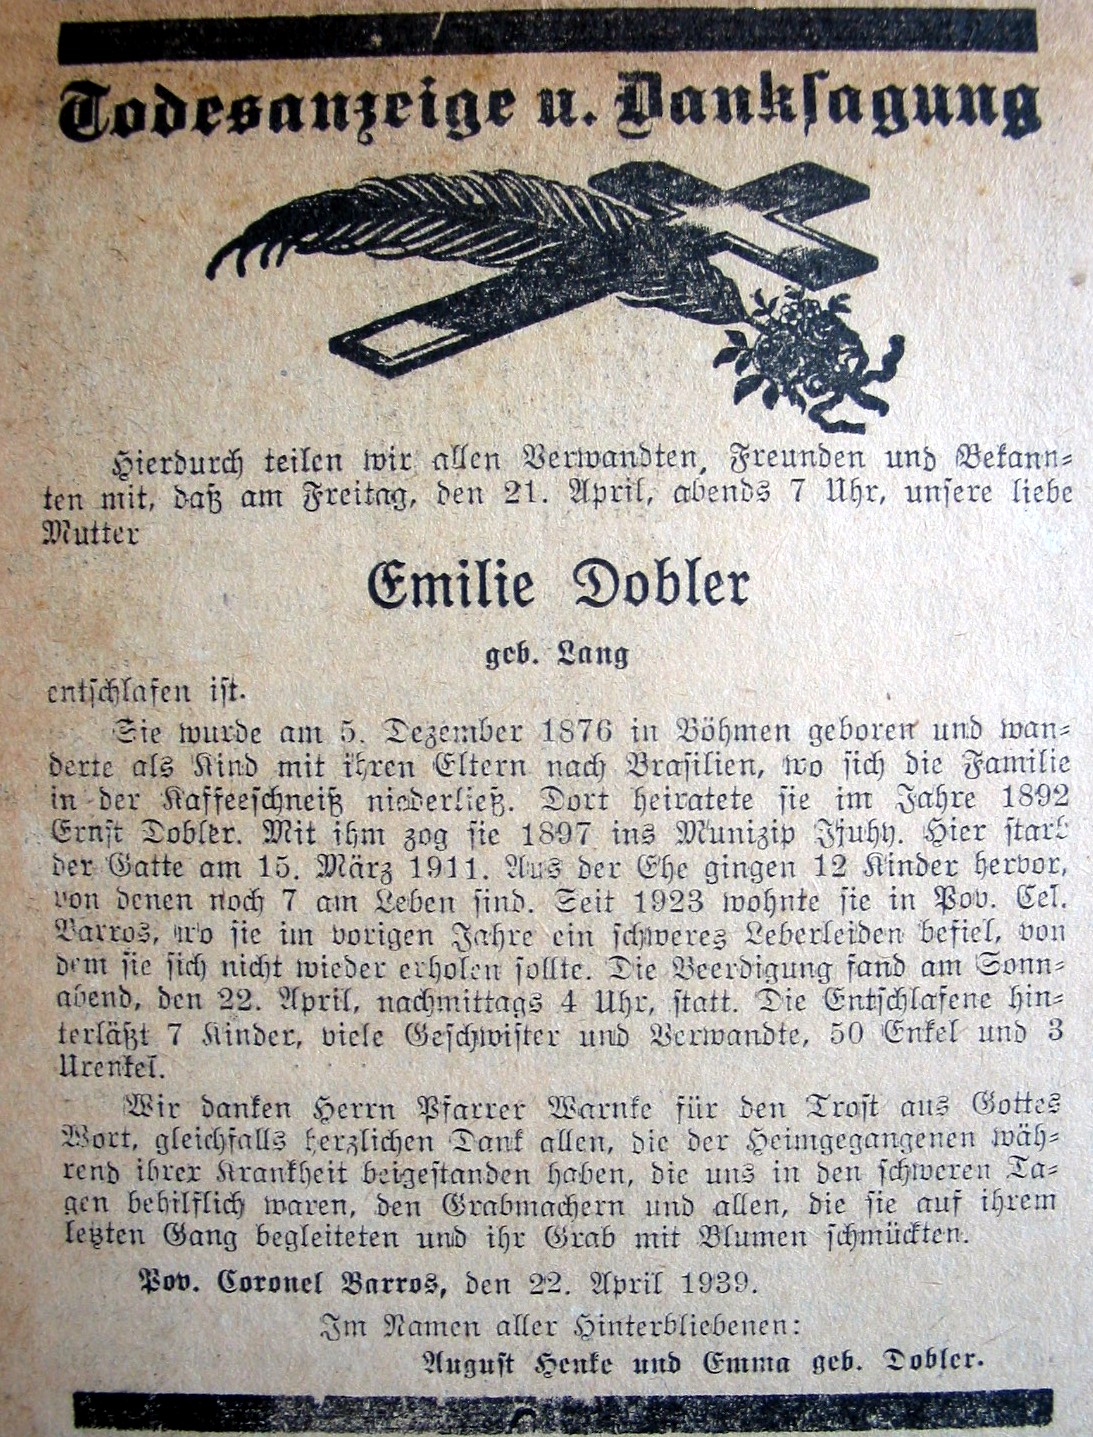 Todesanzeige u. Danksagung
Hierdurch teilen wir allen Verwandten, Freunden und Bekann-
ten mit, daß am Freitag, den 21. April, abends 7 Uhr, unsere liebe
Mutter
Emilie Dobler
geb. Lang
entschlafen ist.
Sie wurde am 5. Dezember 1876 in Böhmen geboren und wan-
derte als Kind mit ihren Eltern nach Brasilien, wo sich die Familie
in der Kaffeeschneiß niederließ. Dort heiratete sie im Jahre 1892
Ernst Dobler. Mit ihm zog sie 1897 ins Munizip Ijuhy. Hier starb
der Gatte am 15. März 1911. Aus der Ehe gingen 12 Kinder hervor,
von denen noch 7 am Leben sind. Seit 1923 wohnte sie in Pov. Cel.
Barros, wo sie im vorigen Jahre ein schweres Leberleiden befiel, von
dem sie sich nicht wieder erholen sollte. Die Beerdigung fand am Sonn-
abend, den 22. April, nachmittags 4 Uhr, statt. Die Entschlafene hin-
terläßt 7 Kinder, viele Geschwister und Verwandte, 50 Enkel und 3
Urenkel.
Wir danken Herrn Pfarrer Warnke für den Trost aus Gottes
Wort, gleichfalls herzlichen Dank allen, die der Heimgegangenen wäh-
rend ihrer Krankheit beigestanden haben, die uns in den schweren Ta-
gen behilflich waren, den Grabmachern und allen, die sie auf ihrem
letzten Gang begleiteten und ihr Grab mit Blumen schmückten.
Pov. Coronel Barros, den 22. April 1939.
Im Namen aller Hinterbliebenen:
August Henke und Emma geb. Dobler.